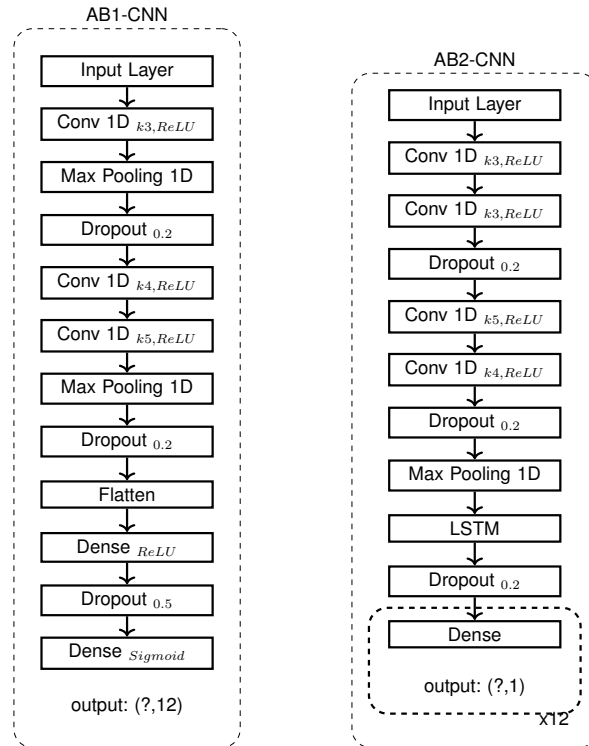 AB1-CNN
Input Layer
Conv 1D k3,ReLU
Max Pooling 1D
Dropout 0.2
Conv 1D k4,ReLU
Conv 1D k5,ReLU
Max Pooling 1D
Dropout 0.2
Flatten
Dense ReLU
Dropout 0.5
Dense Sigmoid
output: (?,12)
AB2-CNN
Input Layer
Conv 1D k3,ReLU
Conv 1D k3,ReLU
Dropout 0.2
Conv 1D k5,ReLU
Conv 1D k4,ReLU
Dropout 0.2
Max Pooling 1D
LSTM
Dropout 0.2
Dense
output: (?,1)
x12